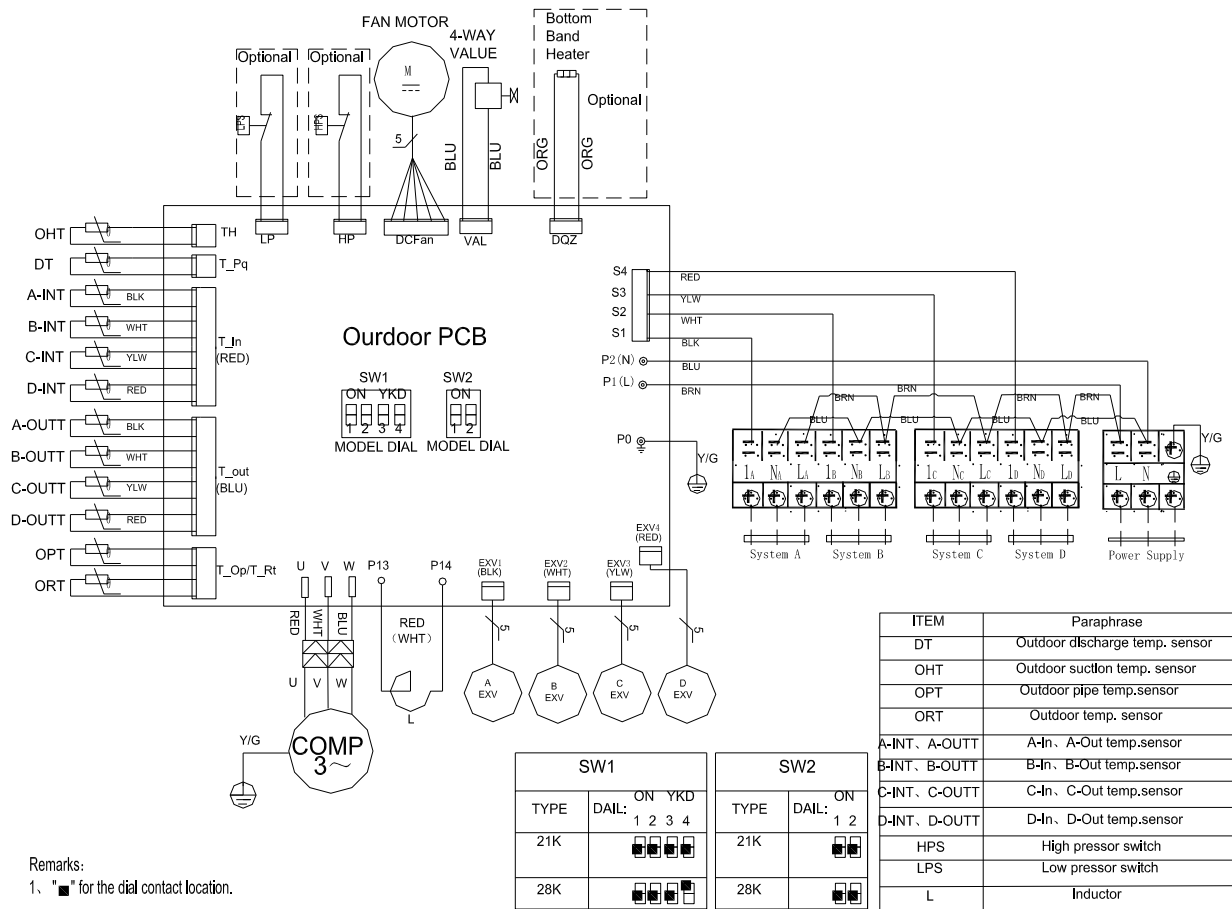 FAN MOTOR
4-WAY
VALUE
Bottom
Band
Heater
Optional
Optional
Optional
M
LPS
HPS
5
BLU
BLU
ORG
ORG
LP
HP
DCFan
VAL
DQZ
OHT
TH
DT
T_Pq
A-INT
BLK
B-INT
WHT
T_In
(RED)
C-INT
YLW
D-INT
RED
A-OUTT
BLK
B-OUTT
WHT
T_out
(BLU)
C-OUTT
YLW
D-OUTT
RED
OPT
T_Op/T_Rt
ORT
Ourdoor PCB
SW1
ON YKD
1 2 3 4
MODEL DIAL
SW2
ON
1 2
MODEL DIAL
S4
RED
S3
YLW
S2
WHT
S1
BLK
P2(N)
BLU
P1(L)
BRN
P0
Y/G
BRN
BRN
BRN
BRN
BLU
BLU
BLU
BLU
Y/G
1A NA LA 1B NB LB
1C NC LC 1D ND LD
L N
System A
System B
System C
System D
Power Supply
U V W
P13
P14
EXV1
(BLK)
EXV2
(WHT)
EXV3
(YLW)
EXV4
(RED)
RED
WHT
BLU
RED
(WHT)
5
5
5
5
U V W
L
A
EXV
B
EXV
C
EXV
D
EXV
Y/G
COMP
3~
SW1
TYPE
DAIL:
ON YKD
1 2 3 4
21K
28K
SW2
TYPE
DAIL:
ON
1 2
21K
28K
ITEM Paraphrase
DT Outdoor discharge temp. sensor
OHT Outdoor suction temp. sensor
OPT Outdoor pipe temp.sensor
ORT Outdoor temp. sensor
A-INT、A-OUTT A-In、A-Out temp.sensor
B-INT、B-OUTT B-In、B-Out temp.sensor
C-INT、C-OUTT C-In、C-Out temp.sensor
D-INT、D-OUTT D-In、D-Out temp.sensor
HPS High pressor switch
LPS Low pressor switch
L Inductor
Remarks:
1、"■" for the dial contact location.